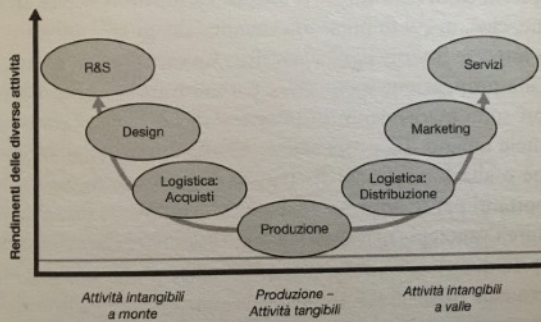 Rendimenti delle diverse attività
R&S
Design
Logistica:
Acquisti
Produzione
Logistica:
Distribuzione
Marketing
Servizi
Attività intangibili
a monte
Produzione –
Attività tangibili
Attività intangibili
a valle